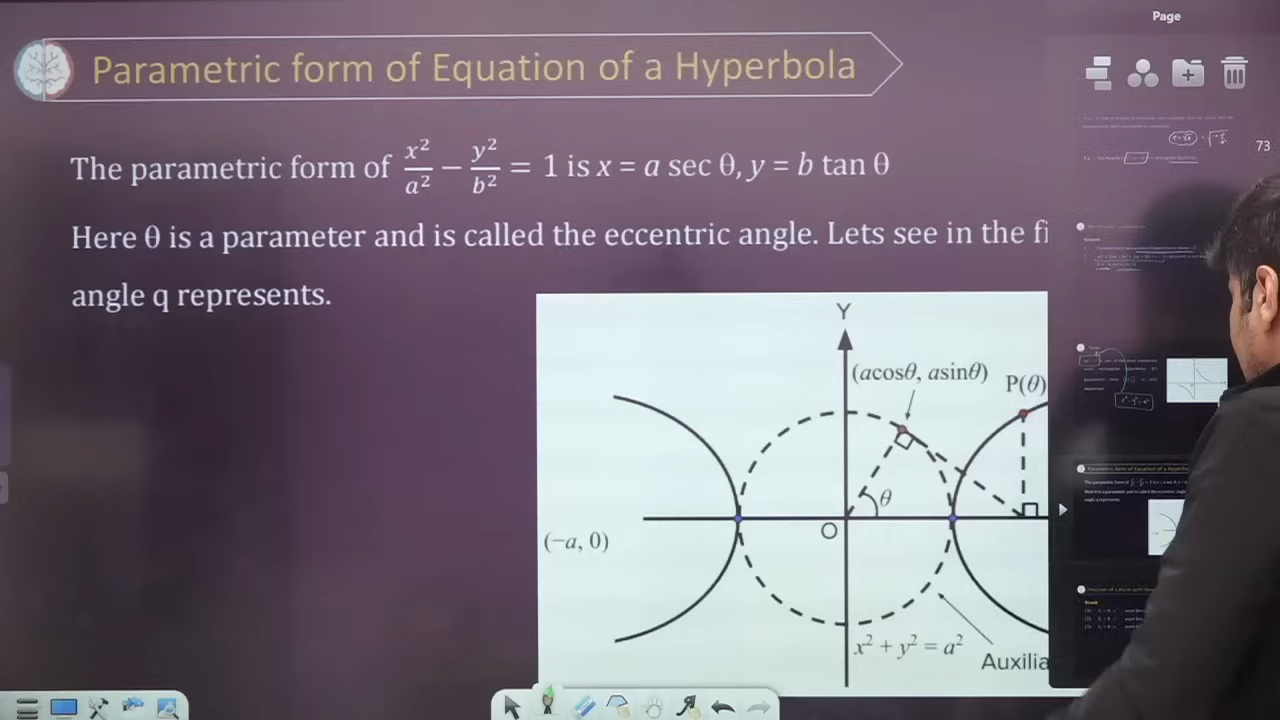 Page
Parametric form of Equation of a Hyperbola
73
The parametric form of x²/a² − y²/b² = 1 is x = a sec θ, y = b tan θ
Here θ is a parameter and is called the eccentric angle. Lets see in the fi
angle q represents.
Y
(acosθ, asinθ)
P(θ)
θ
O
(−a, 0)
x² + y² = a²
Auxilia